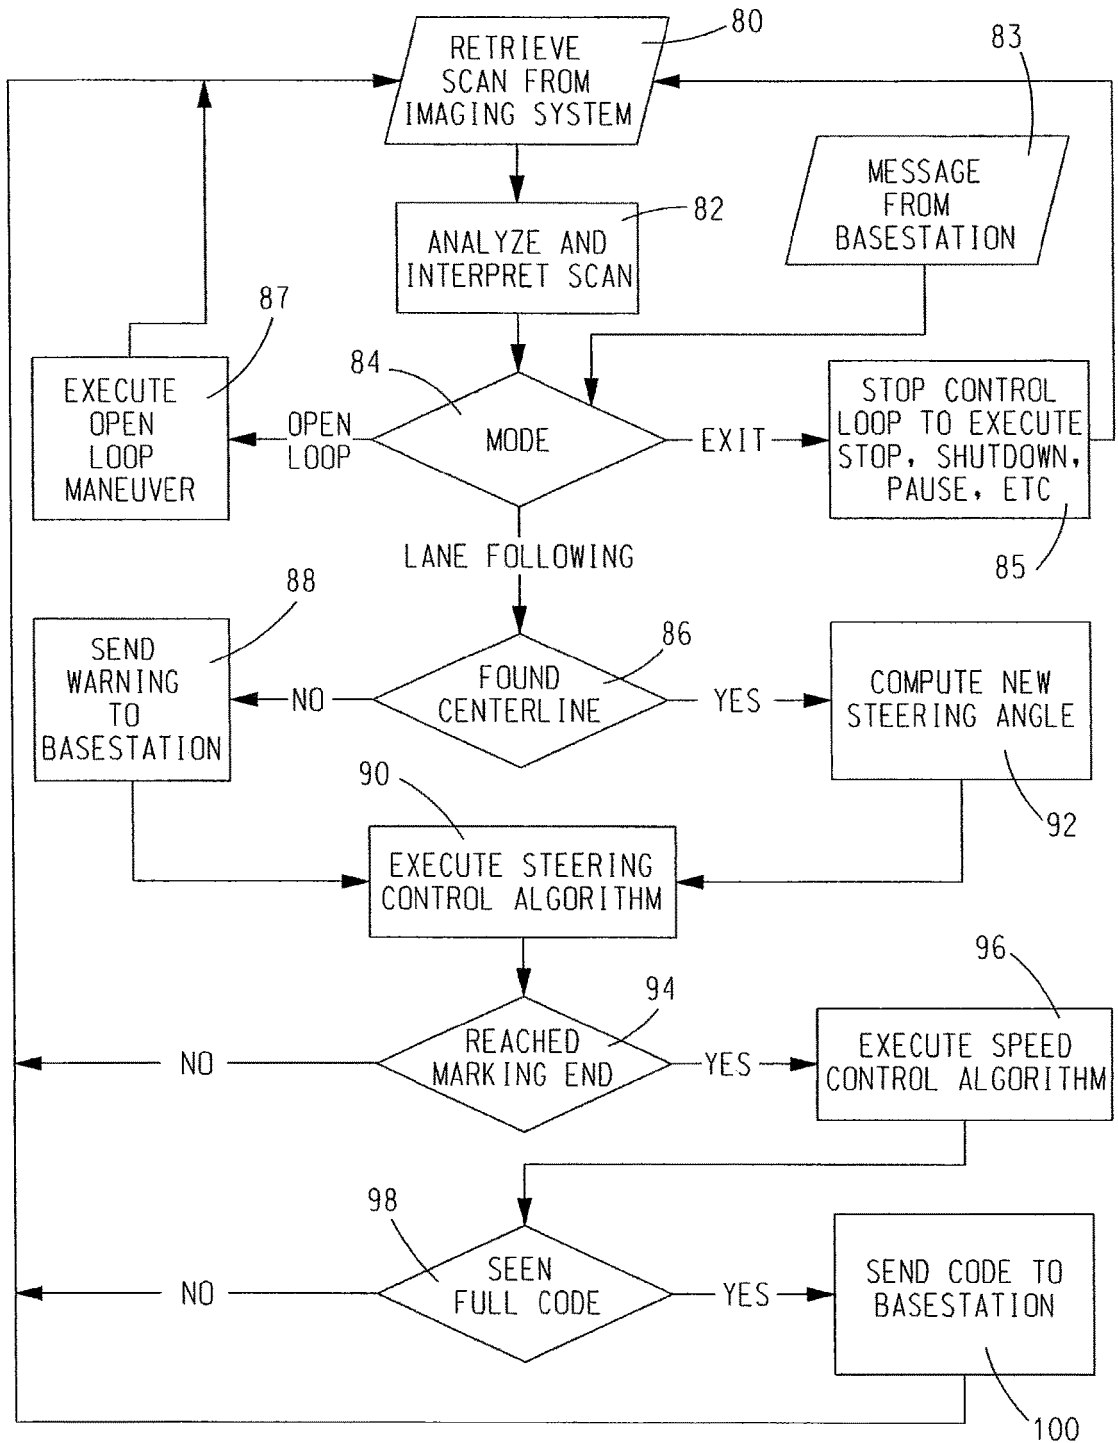 80
RETRIEVE
SCAN FROM
IMAGING SYSTEM
83
MESSAGE
FROM
BASESTATION
82
ANALYZE AND
INTERPRET SCAN
87
EXECUTE
OPEN
LOOP
MANEUVER
OPEN
LOOP
84
MODE
EXIT
STOP CONTROL
LOOP TO EXECUTE
STOP, SHUTDOWN,
PAUSE, ETC
85
LANE FOLLOWING
88
SEND
WARNING
TO
BASESTATION
NO
86
FOUND
CENTERLINE
YES
COMPUTE NEW
STEERING ANGLE
92
90
EXECUTE STEERING
CONTROL ALGORITHM
94
REACHED
MARKING END
NO
YES
96
EXECUTE SPEED
CONTROL ALGORITHM
98
SEEN
FULL CODE
NO
YES
SEND CODE TO
BASESTATION
100